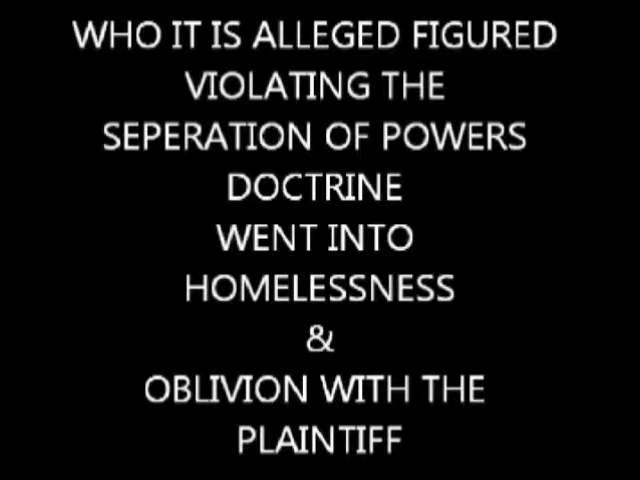 WHO IT IS ALLEGED FIGURED
VIOLATING THE
SEPERATION OF POWERS
DOCTRINE
WENT INTO
HOMELESSNESS
&
OBLIVION WITH THE
PLAINTIFF